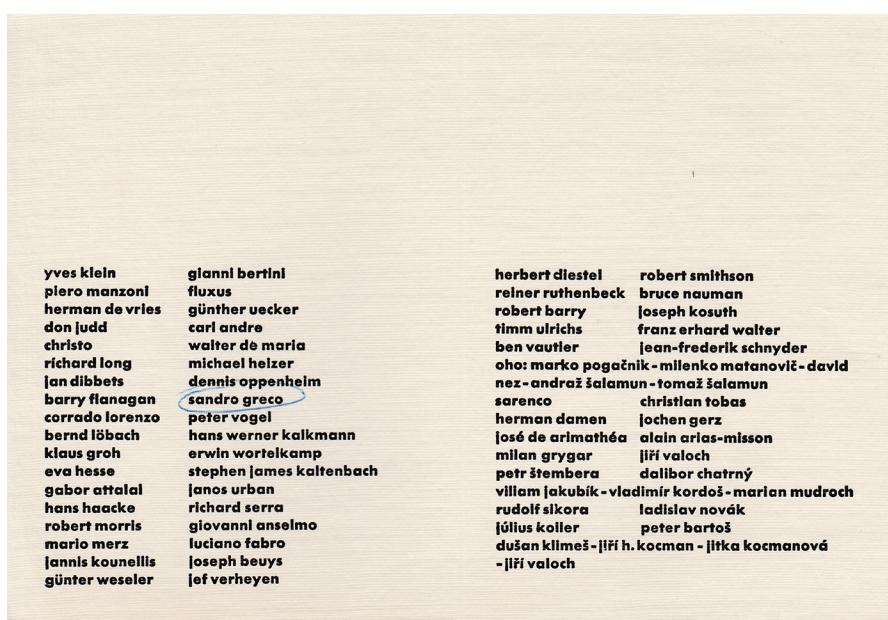 yves klein gianni bertini
piero manzoni fluxus
herman de vries günther uecker
don judd carl andre
christo walter de maria
richard long michael heizer
jan dibbets dennis oppenheim
barry flanagan sandro greco
corrado lorenzo peter vogel
bernd löbach hans werner kalkmann
klaus groh erwin wortelkamp
eva hesse stephen james kaltenbach
gabor attalai janos urban
hans haacke richard serra
robert morris giovanni anselmo
mario merz luciano fabro
jannis kounellis joseph beuys
günter weseler jef verheyen
herbert diestel robert smithson
reiner ruthenbeck bruce nauman
robert barry joseph kosuth
timm ulrichs franz erhard walter
ben vautier jean-frederik schnyder
oho: marko pogačnik - milenko matanovič - david
nez - andraž šalamun - tomaž šalamun
sarenco christian tobas
herman damen jochen gerz
josé de arimathéa alain arias-misson
milan grygar jiří valoch
petr štembera dalibor chatrný
viliam jakubík - vladimír kordoš - marian mudroch
rudolf sikora ladislav novák
július koller peter bartoš
dušan klimeš - jiří h. kocman - jitka kocmanová
- jiří valoch